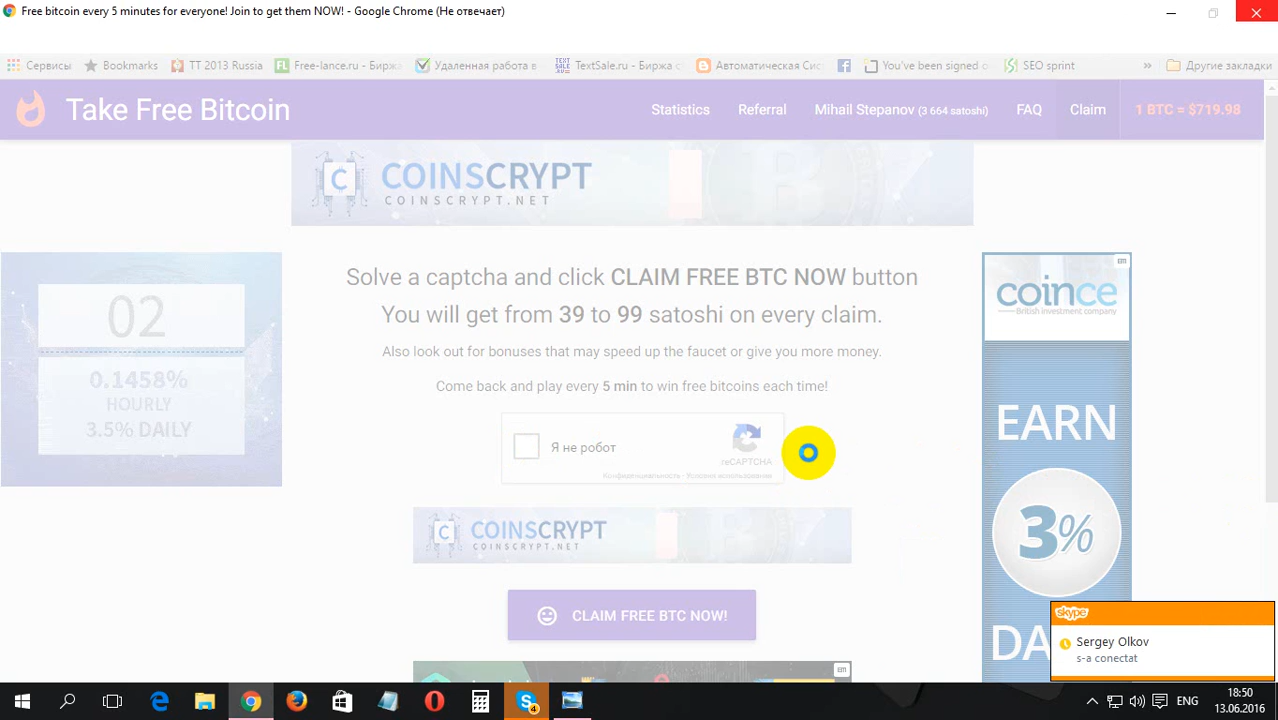 Free bitcoin every 5 minutes for everyone! Join to get them NOW! - Google Chrome (Не отвечает)
Сервисы Bookmarks TT 2013 Russia Free-lance.ru - Биржа Удаленная работа в TextSale.ru - Биржа с Автоматическая Сис You've been signed o SEO sprint » Другие закладки
Take Free Bitcoin Statistics Referral Mihail Stepanov (3 664 satoshi) FAQ Claim 1 BTC = $719.98
COINSCRYPT
COINSCRYPT.NET
Solve a captcha and click CLAIM FREE BTC NOW button
You will get from 39 to 99 satoshi on every claim.
Also look out for bonuses that may speed up the faucet or give you more money.
Come back and play every 5 min to win free bitcoins each time!
02
0.1458%
HOURLY
3.5% DAILY
coince
British investment company
EARN
3%
DA
Я не робот
reCAPTCHA
Конфиденциальность - Условия использования
COINSCRYPT
COINSCRYPT.NET
CLAIM FREE BTC NOW!
skype
Sergey Olkov
s-a conectat
4
ENG
18:50
13.06.2016